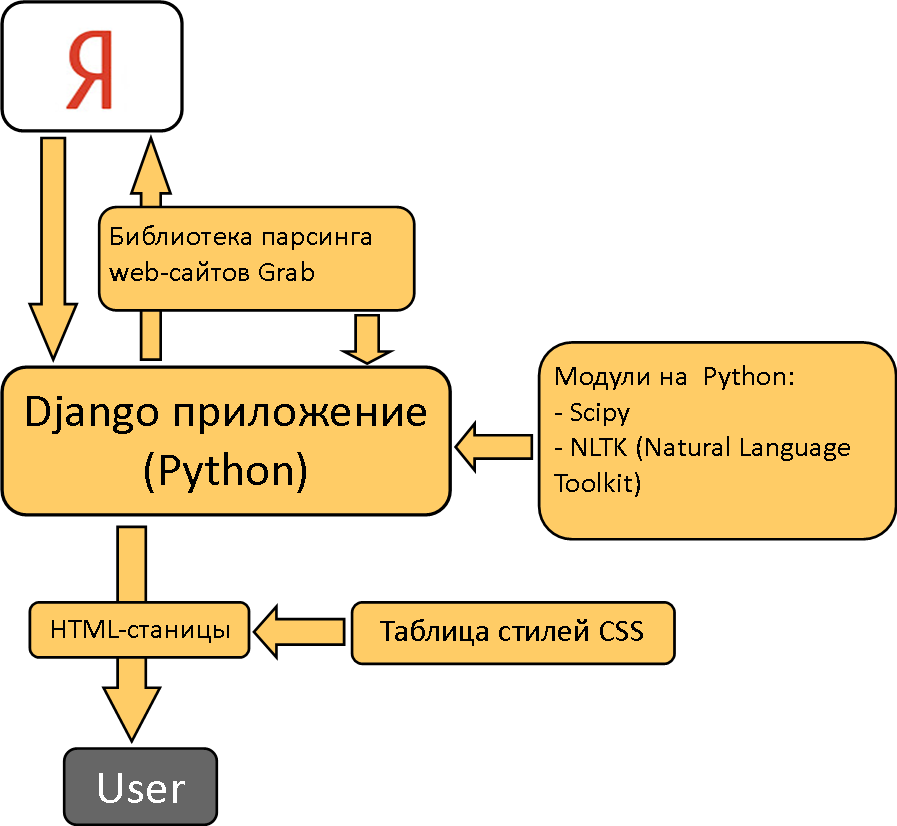 Я
Библиотека парсинга
web-сайтов Grab
Django приложение
(Python)
Модули на Python:
- Scipy
- NLTK (Natural Language
Toolkit)
HTML-станицы
Таблица стилей CSS
User